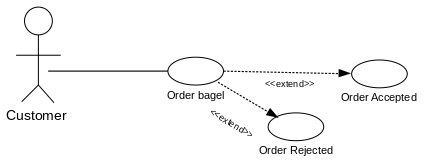 <<extend>>
Order Accepted
Order bagel
Customer
<<extend>>
Order Rejected